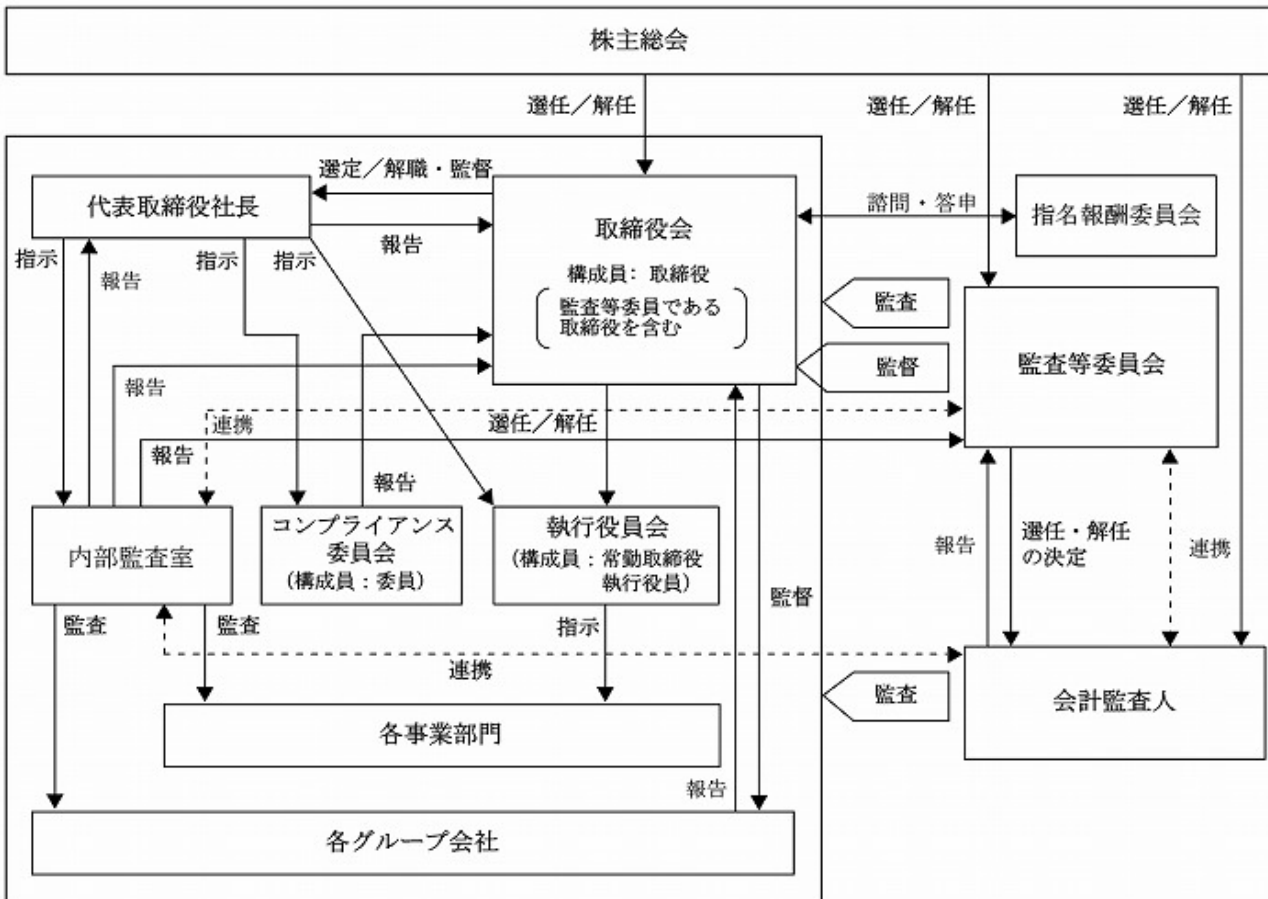 株主総会
選任／解任
選任／解任
選任／解任
選定／解職・監督
代表取締役社長
報告
取締役会
構成員：取締役
監査等委員である
取締役を含む
諮問・答申
指名報酬委員会
指示
報告
指示
指示
監査
監督
監査等委員会
報告
連携
選任／解任
報告
報告
内部監査室
コンプライアンス
委員会
（構成員：委員）
執行役員会
（構成員：常勤取締役
執行役員）
報告
選任・解任
の決定
連携
監査
監査
指示
監督
連携
監査
会計監査人
各事業部門
報告
各グループ会社